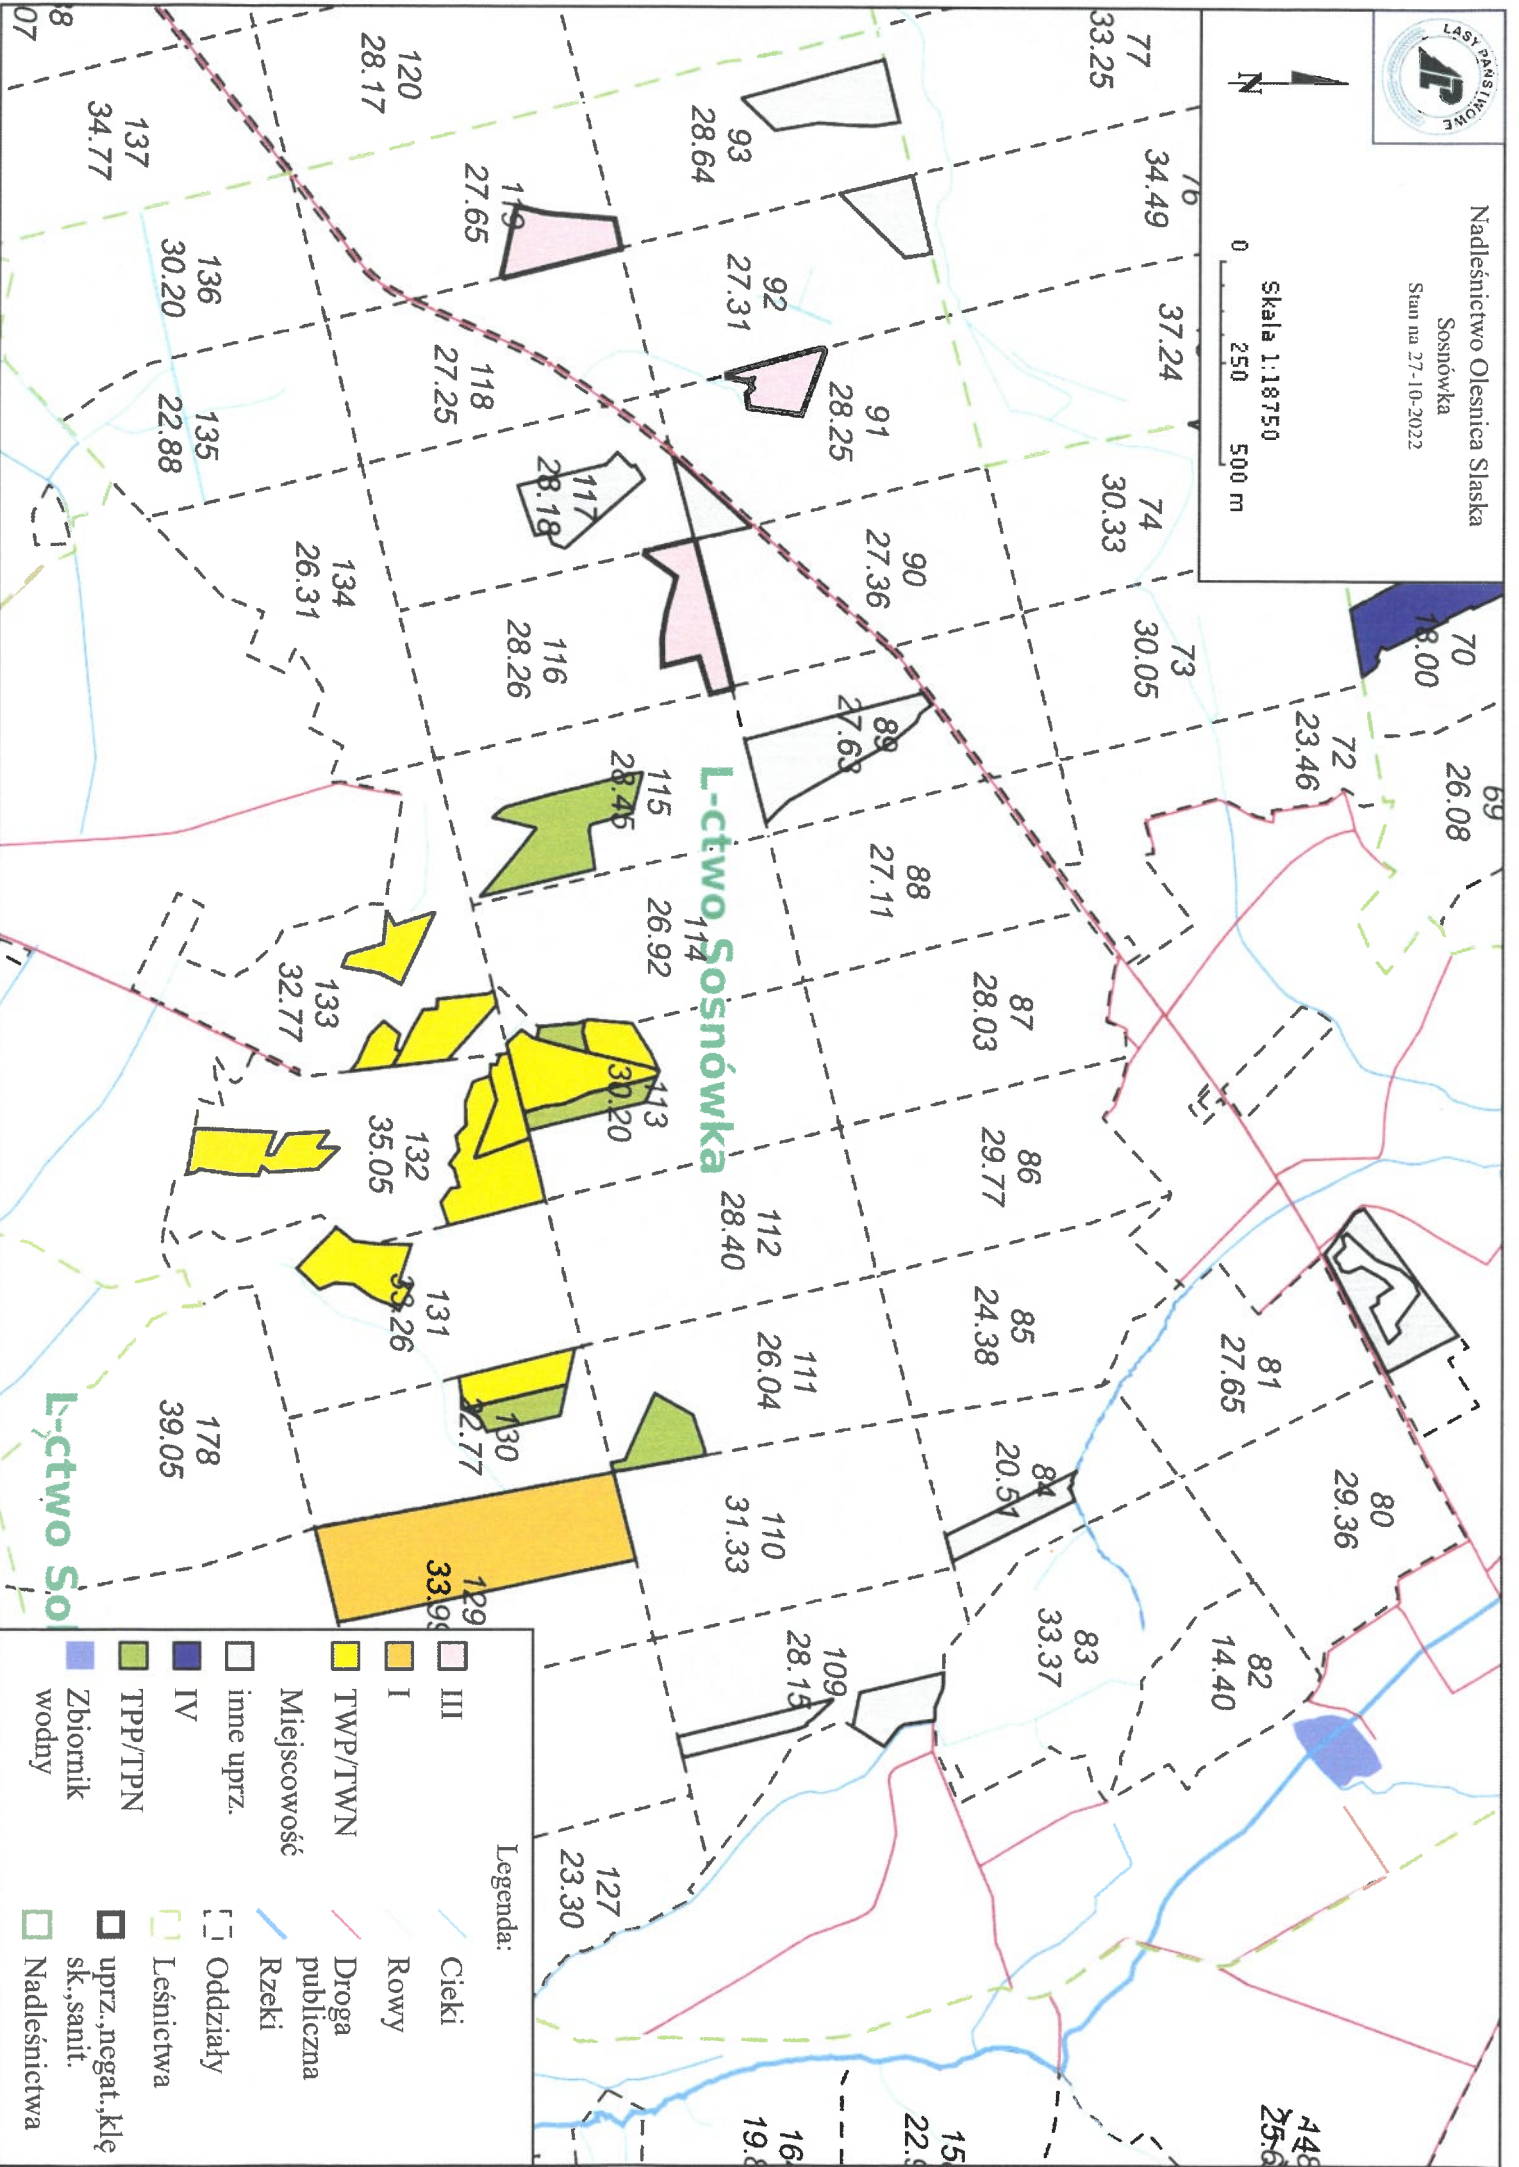 LASY PAŃSTWOWE
LP
Nadleśnictwo Olesnica Slaska
Sosnówka
Stan na 27-10-2022
Skala 1:18750
0 250 500 m
N
77
33.25
76
34.49
37.24
74
30.33
73
30.05
72
23.46
70
18.00
69
26.08
93
28.64
92
27.31
91
28.25
90
27.36
89
27.63
88
27.11
87
28.03
86
29.77
85
24.38
81
27.65
80
29.36
84
20.51
83
33.37
82
14.40
120
28.17
119
27.65
118
27.25
117
28.18
116
28.26
115
28.45
114
26.92
113
30.20
112
28.40
111
26.04
110
31.33
109
28.15
127
23.30
137
34.77
136
30.20
135
22.88
134
26.31
133
32.77
132
35.05
131
130
129
178
39.05
148
L-ctwo Sosnówka
L-ctwo So
Legenda:
III
I
TWP/TWN
Miejscowość
inne uprz.
IV
TPP/TPN
Zbiornik
wodny
Cieki
Rowy
Droga
publiczna
Rzeki
Oddziały
Leśnictwa
uprz.,negat.,klę
sk.,sanit.
Nadleśnictwa